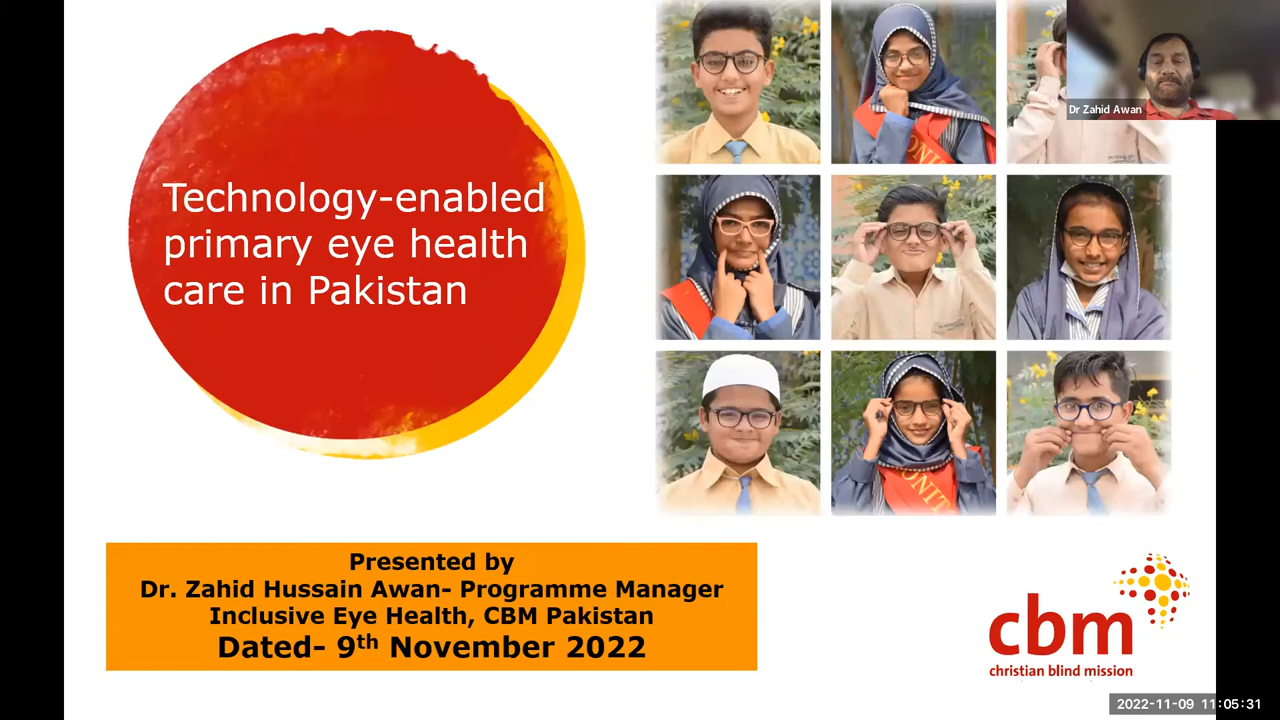 Technology-enabled
primary eye health
care in Pakistan
Dr Zahid Awan
ONIT
ONIT
Presented by
Dr. Zahid Hussain Awan- Programme Manager
Inclusive Eye Health, CBM Pakistan
Dated- 9th November 2022
cbm
christian blind mission
2022-11-09 11:05:31